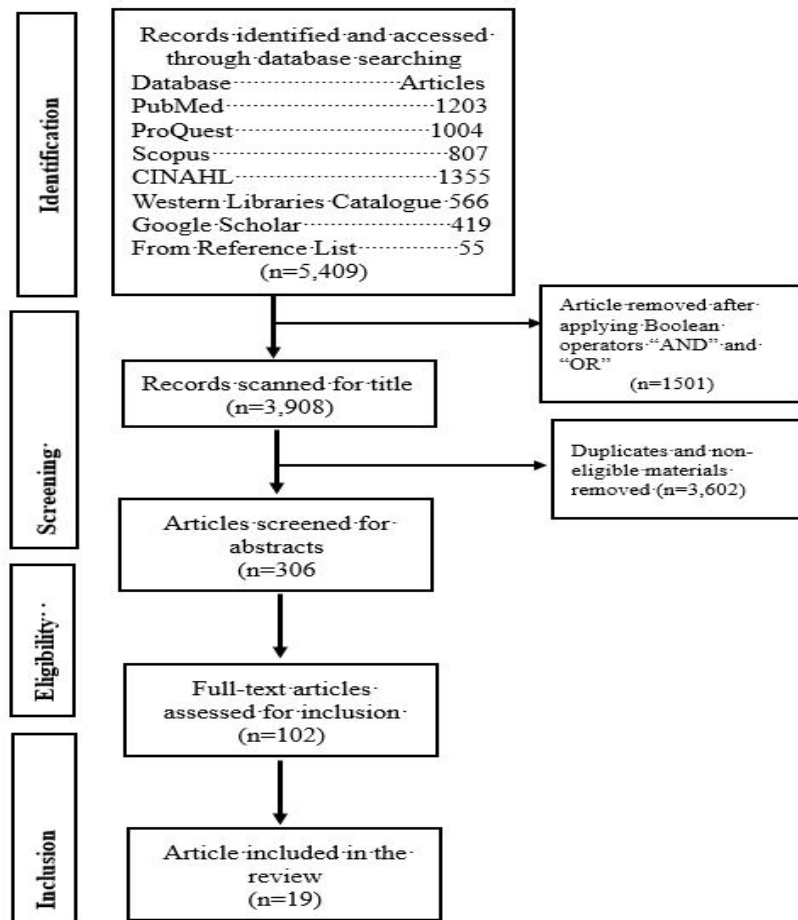 Identification
Records identified and accessed
through database searching
Database Articles
PubMed 1203
ProQuest 1004
Scopus 807
CINAHL 1355
Western Libraries Catalogue 566
Google Scholar 419
From Reference List 55
(n=5,409)
Article removed after
applying Boolean
operators “AND” and
“OR”
(n=1501)
Screening
Records scanned for title
(n=3,908)
Duplicates and non-
eligible materials
removed (n=3,602)
Articles screened for
abstracts
(n=306
Eligibility
Full-text articles
assessed for inclusion
(n=102)
Inclusion
Article included in the
review
(n=19)